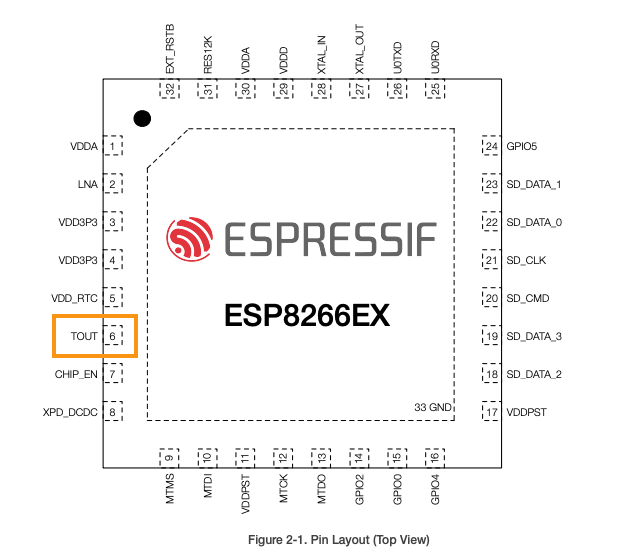 EXT_RSTB RES12K VDDA VDDD XTAL_IN XTAL_OUT U0TXD U0RXD
32 31 30 29 28 27 26 25
VDDA 1 24 GPIO5
LNA 2 23 SD_DATA_1
VDD3P3 3 22 SD_DATA_0
ESPRESSIF
VDD3P3 4 21 SD_CLK
VDD_RTC 5 20 SD_CMD
ESP8266EX
TOUT 6 19 SD_DATA_3
CHIP_EN 7 18 SD_DATA_2
33 GND
XPD_DCDC 8 17 VDDPST
9 10 11 12 13 14 15 16
MTMS MTDI VDDPST MTCK MTDO GPIO2 GPIO0 GPIO4
Figure 2-1. Pin Layout (Top View)